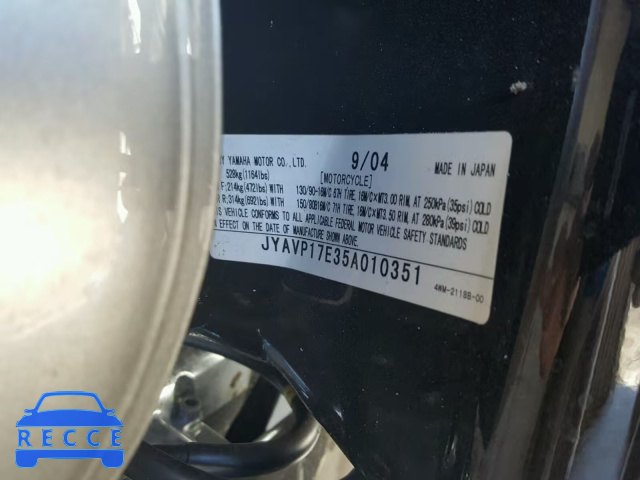 YAMAHA MOTOR CO.,LTD. 9/04 MADE IN JAPAN
529kg(1164lbs) [MOTORCYCLE]
F:214kg(472lbs)WITH 130/90-16M/C 67H TIRE, 16M/C×MT3.00 RIM, AT 250kPa(35psi)COLD
R:314kg(692lbs)WITH 150/80B16M/C 71H TIRE, 16M/C×MT3.50 RIM, AT 280kPa(39psi)COLD
VEHICLE CONFORMS TO ALL APPLICABLE FEDERAL MOTOR VEHICLE SAFETY STANDARDS
EFFECT ON THE DATE OF MANUFACTURE SHOWN ABOVE.
JYAVP17E35A010351
4WM-2118B-00
RECCE